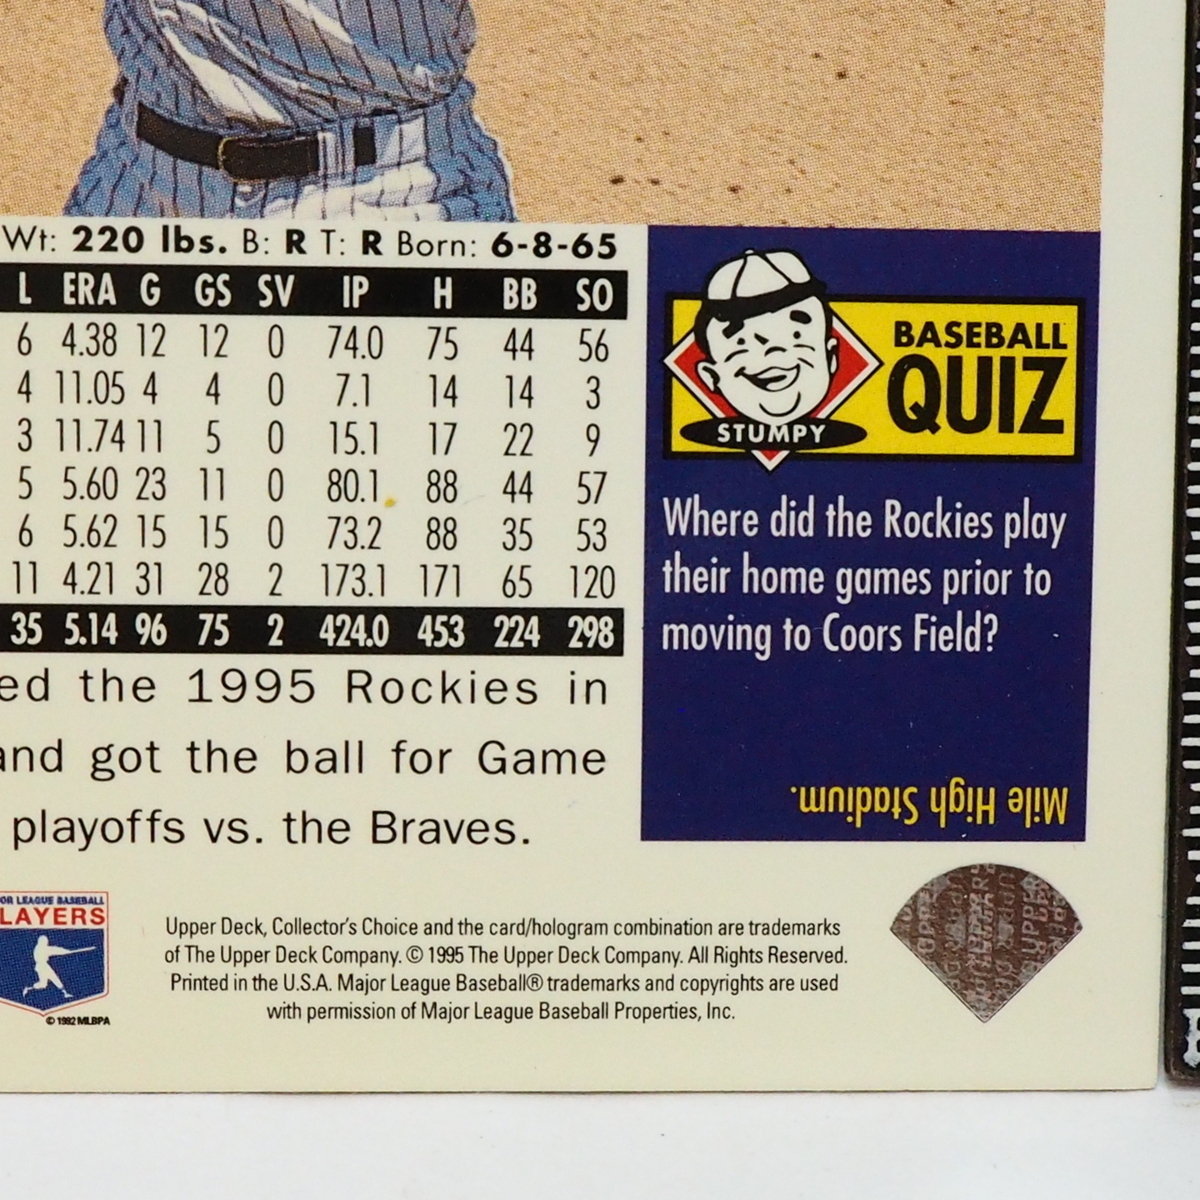 Wt: 220 lbs. B: R T: R Born: 6-8-65
L ERA G GS SV IP H BB SO
6 4.38 12 12 0 74.0 75 44 56
4 11.05 4 4 0 7.1 14 14 3
3 11.74 11 5 0 15.1 17 22 9
5 5.60 23 11 0 80.1 88 44 57
6 5.62 15 15 0 73.2 88 35 53
11 4.21 31 28 2 173.1 171 65 120
35 5.14 96 75 2 424.0 453 224 298
ed the 1995 Rockies in
and got the ball for Game
playoffs vs. the Braves.
STUMPY
BASEBALL
QUIZ
Where did the Rockies play
their home games prior to
moving to Coors Field?
Mile High Stadium.
OR LEAGUE BASEBALL
LAYERS
© 1992 MLBPA
Upper Deck, Collector's Choice and the card/hologram combination are trademarks
of The Upper Deck Company. © 1995 The Upper Deck Company. All Rights Reserved.
Printed in the U.S.A. Major League Baseball® trademarks and copyrights are used
with permission of Major League Baseball Properties, Inc.